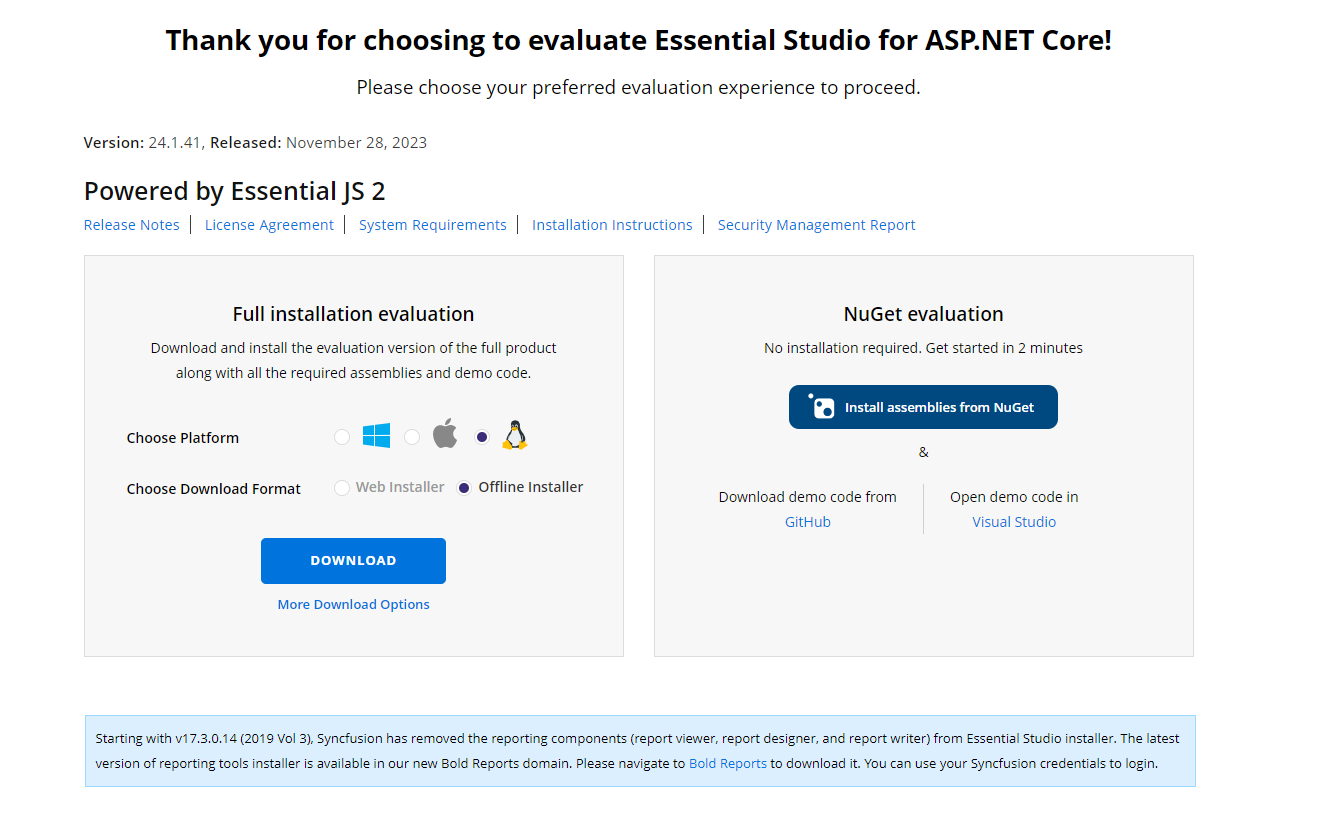 Thank you for choosing to evaluate Essential Studio for ASP.NET Core!
Please choose your preferred evaluation experience to proceed.
Version: 24.1.41, Released: November 28, 2023
Powered by Essential JS 2
Release Notes | License Agreement | System Requirements | Installation Instructions | Security Management Report
Full installation evaluation
Download and install the evaluation version of the full product
along with all the required assemblies and demo code.
Choose Platform
Choose Download Format Web Installer Offline Installer
DOWNLOAD
More Download Options
NuGet evaluation
No installation required. Get started in 2 minutes
Install assemblies from NuGet
&
Download demo code from
GitHub
Open demo code in
Visual Studio
Starting with v17.3.0.14 (2019 Vol 3), Syncfusion has removed the reporting components (report viewer, report designer, and report writer) from Essential Studio installer. The latest
version of reporting tools installer is available in our new Bold Reports domain. Please navigate to Bold Reports to download it. You can use your Syncfusion credentials to login.